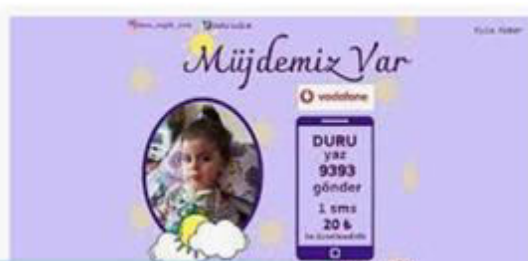 Müjdemiz Var
vodafone
DURU
yaz
9393
gönder
1 sms
20 ₺